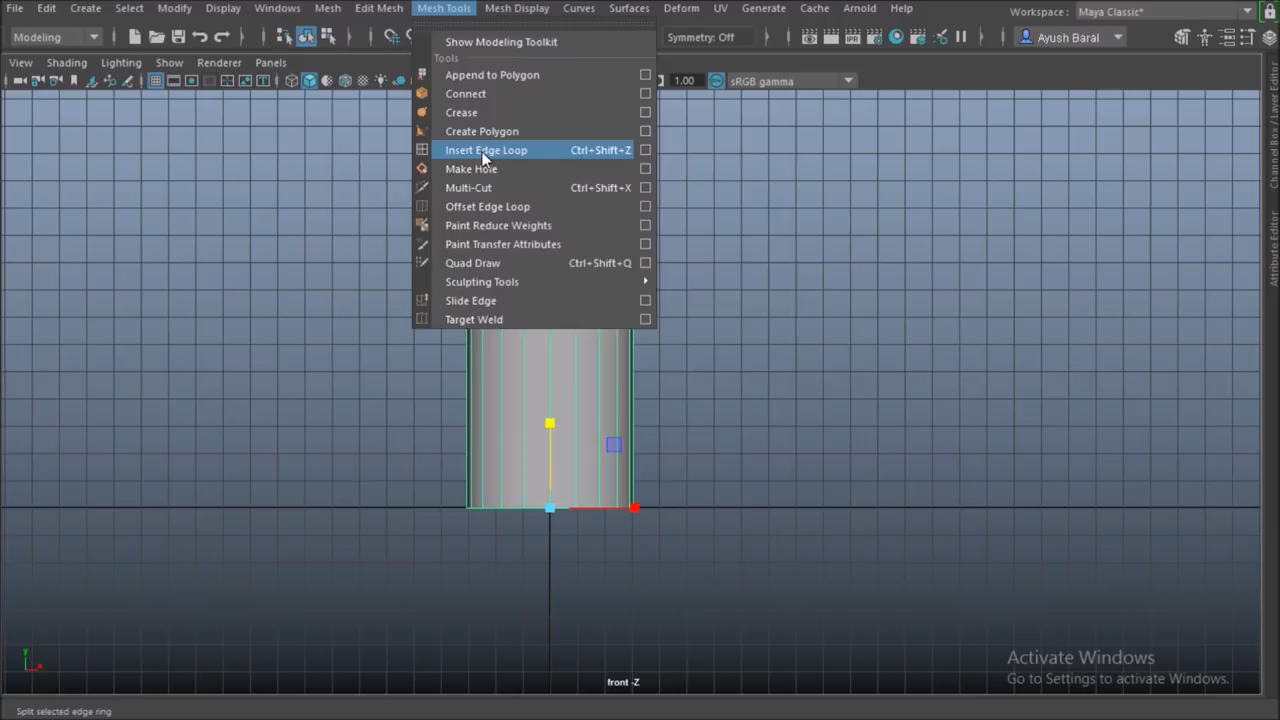 File Edit Create Select Modify Display Windows Mesh Edit Mesh Mesh Tools Mesh Display Curves Surfaces Deform UV Generate Cache Arnold Help Workspace : Maya Classic*
Modeling Symmetry: Off Ayush Baral
View Shading Lighting Show Renderer Panels
1.00 sRGB gamma
Show Modeling Toolkit
Tools
Append to Polygon
Connect
Crease
Create Polygon
Insert Edge Loop Ctrl+Shift+Z
Make Hole
Multi-Cut Ctrl+Shift+X
Offset Edge Loop
Paint Reduce Weights
Paint Transfer Attributes
Quad Draw Ctrl+Shift+Q
Sculpting Tools
Slide Edge
Target Weld
Channel Box / Layer Editor
Attribute Editor
y
x
front -Z
Activate Windows
Go to Settings to activate Windows.
Split selected edge ring